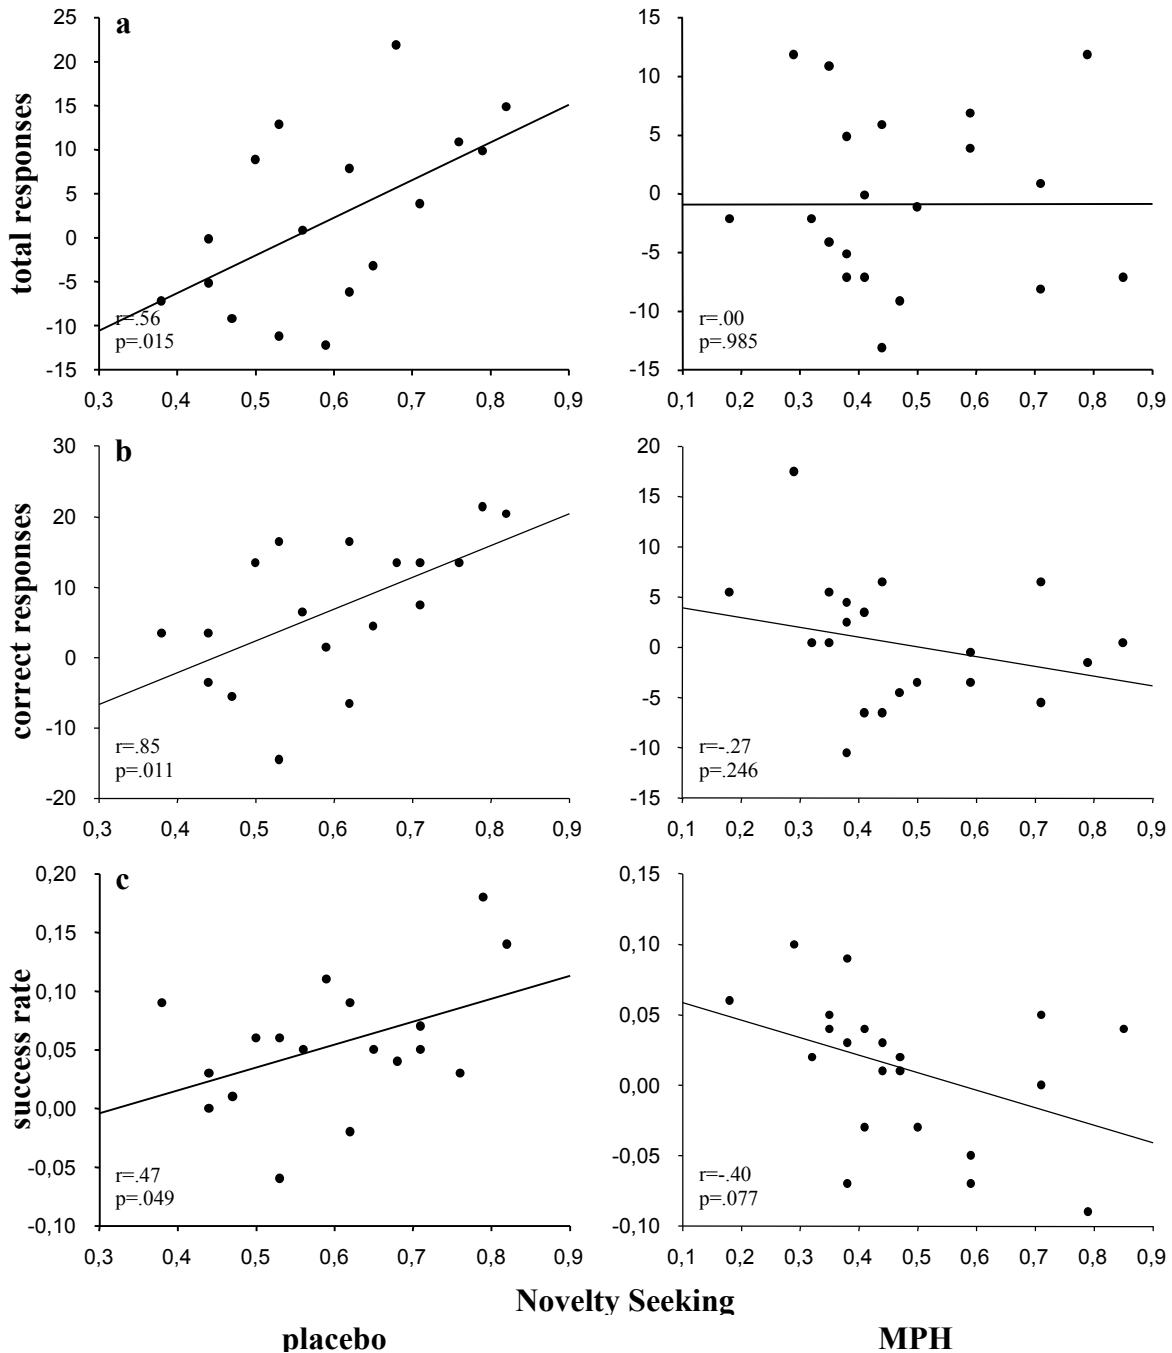 a
total responses
25
20
15
10
5
0
-5
-10
-15
r=.56
p=.015
0,3 0,4 0,5 0,6 0,7 0,8 0,9
15
10
5
0
-5
-10
-15
r=.00
p=.985
0,1 0,2 0,3 0,4 0,5 0,6 0,7 0,8 0,9
b
correct responses
30
20
10
0
-10
-20
r=.85
p=.011
0,3 0,4 0,5 0,6 0,7 0,8 0,9
20
15
10
5
0
-5
-10
-15
r=-.27
p=.246
0,1 0,2 0,3 0,4 0,5 0,6 0,7 0,8 0,9
c
success rate
0,20
0,15
0,10
0,05
0,00
-0,05
-0,10
r=.47
p=.049
0,3 0,4 0,5 0,6 0,7 0,8 0,9
0,15
0,10
0,05
0,00
-0,05
-0,10
r=-.40
p=.077
0,1 0,2 0,3 0,4 0,5 0,6 0,7 0,8 0,9
Novelty Seeking
placebo MPH